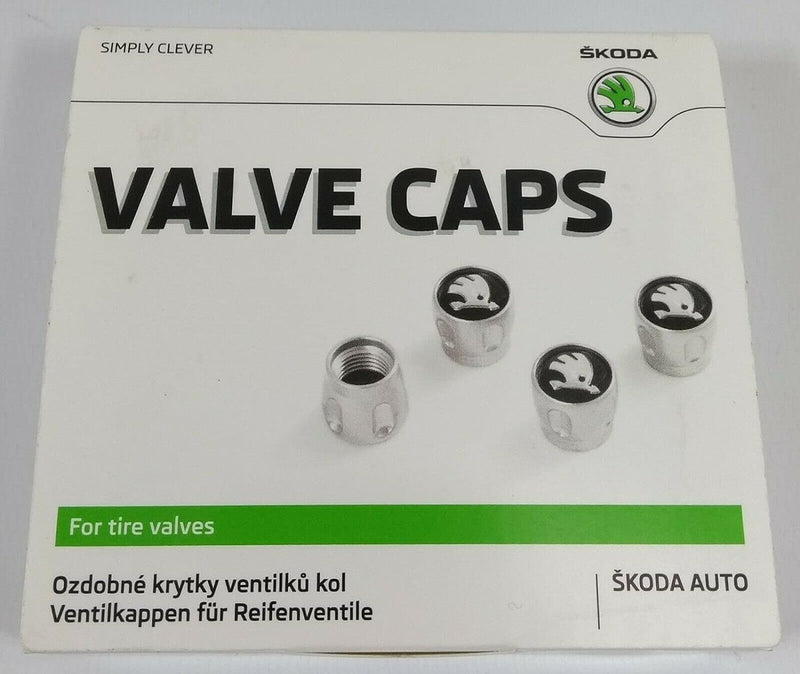 SIMPLY CLEVER
ŠKODA
VALVE CAPS
For tire valves
Ozdobné krytky ventilků kol
Ventilkappen für Reifenventile
ŠKODA AUTO